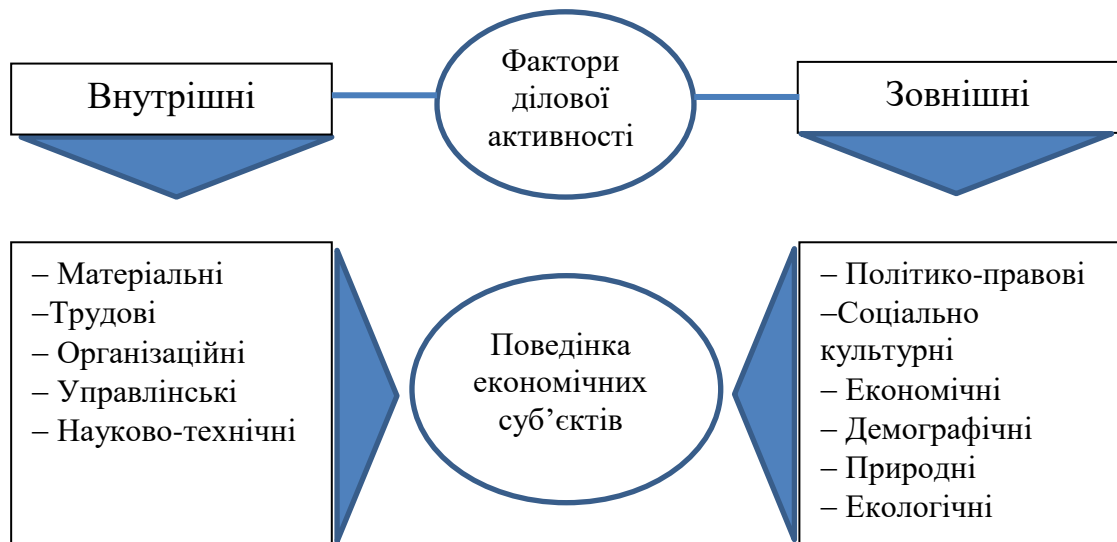 Внутрішні
Фактори
ділової
активності
Зовнішні
– Матеріальні
–Трудові
– Організаційні
– Управлінські
– Науково-технічні
Поведінка
економічних
суб’єктів
– Політико-правові
–Соціально
культурні
– Економічні
– Демографічні
– Природні
– Екологічні